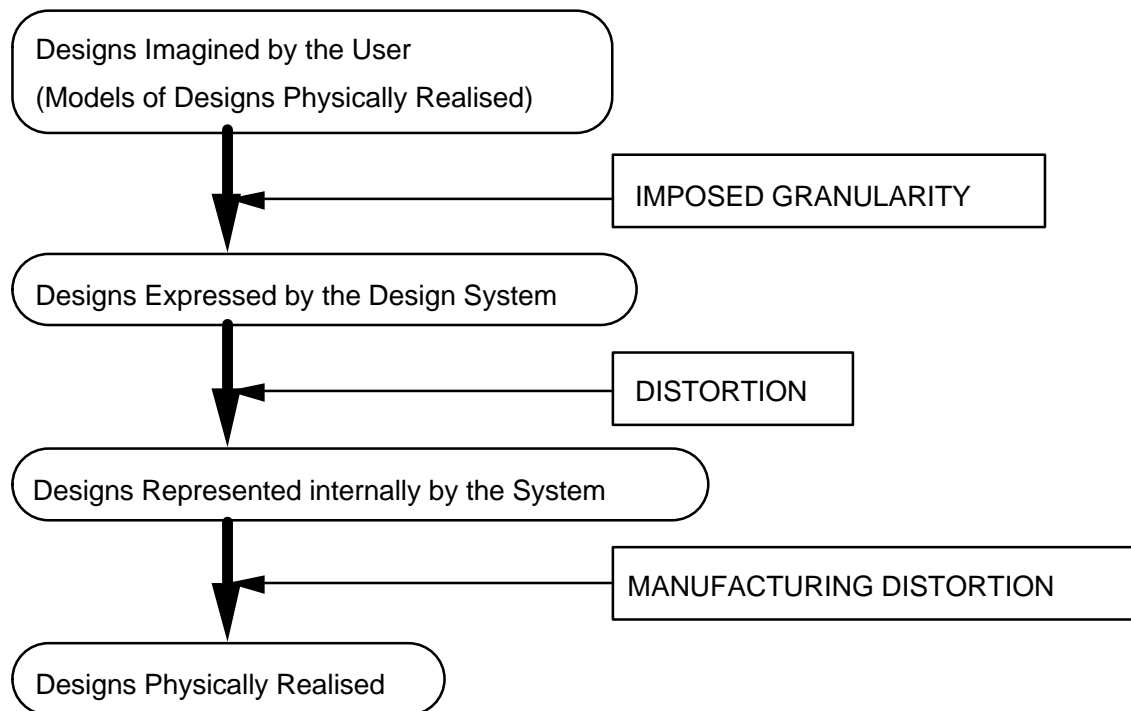 Designs Imagined by the User
(Models of Designs Physically Realised)
IMPOSED GRANULARITY
Designs Expressed by the Design System
DISTORTION
Designs Represented internally by the System
MANUFACTURING DISTORTION
Designs Physically Realised